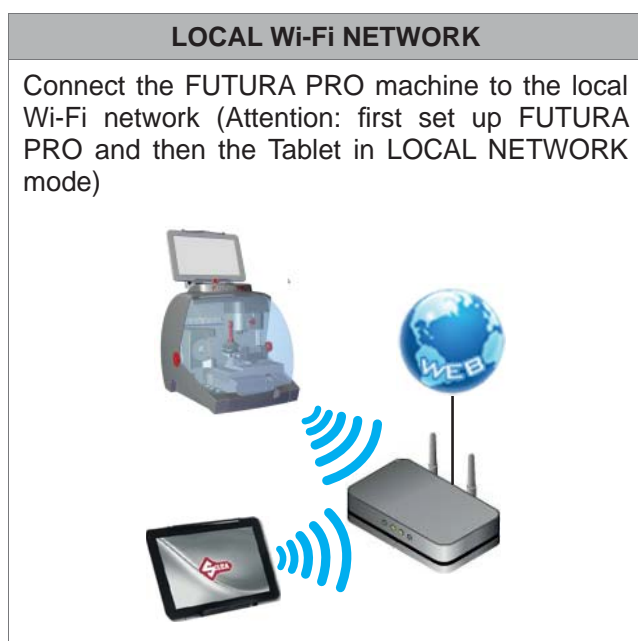 LOCAL Wi-Fi NETWORK
Connect the FUTURA PRO machine to the local
Wi-Fi network (Attention: first set up FUTURA
PRO and then the Tablet in LOCAL NETWORK
mode)
WEB
SILCA